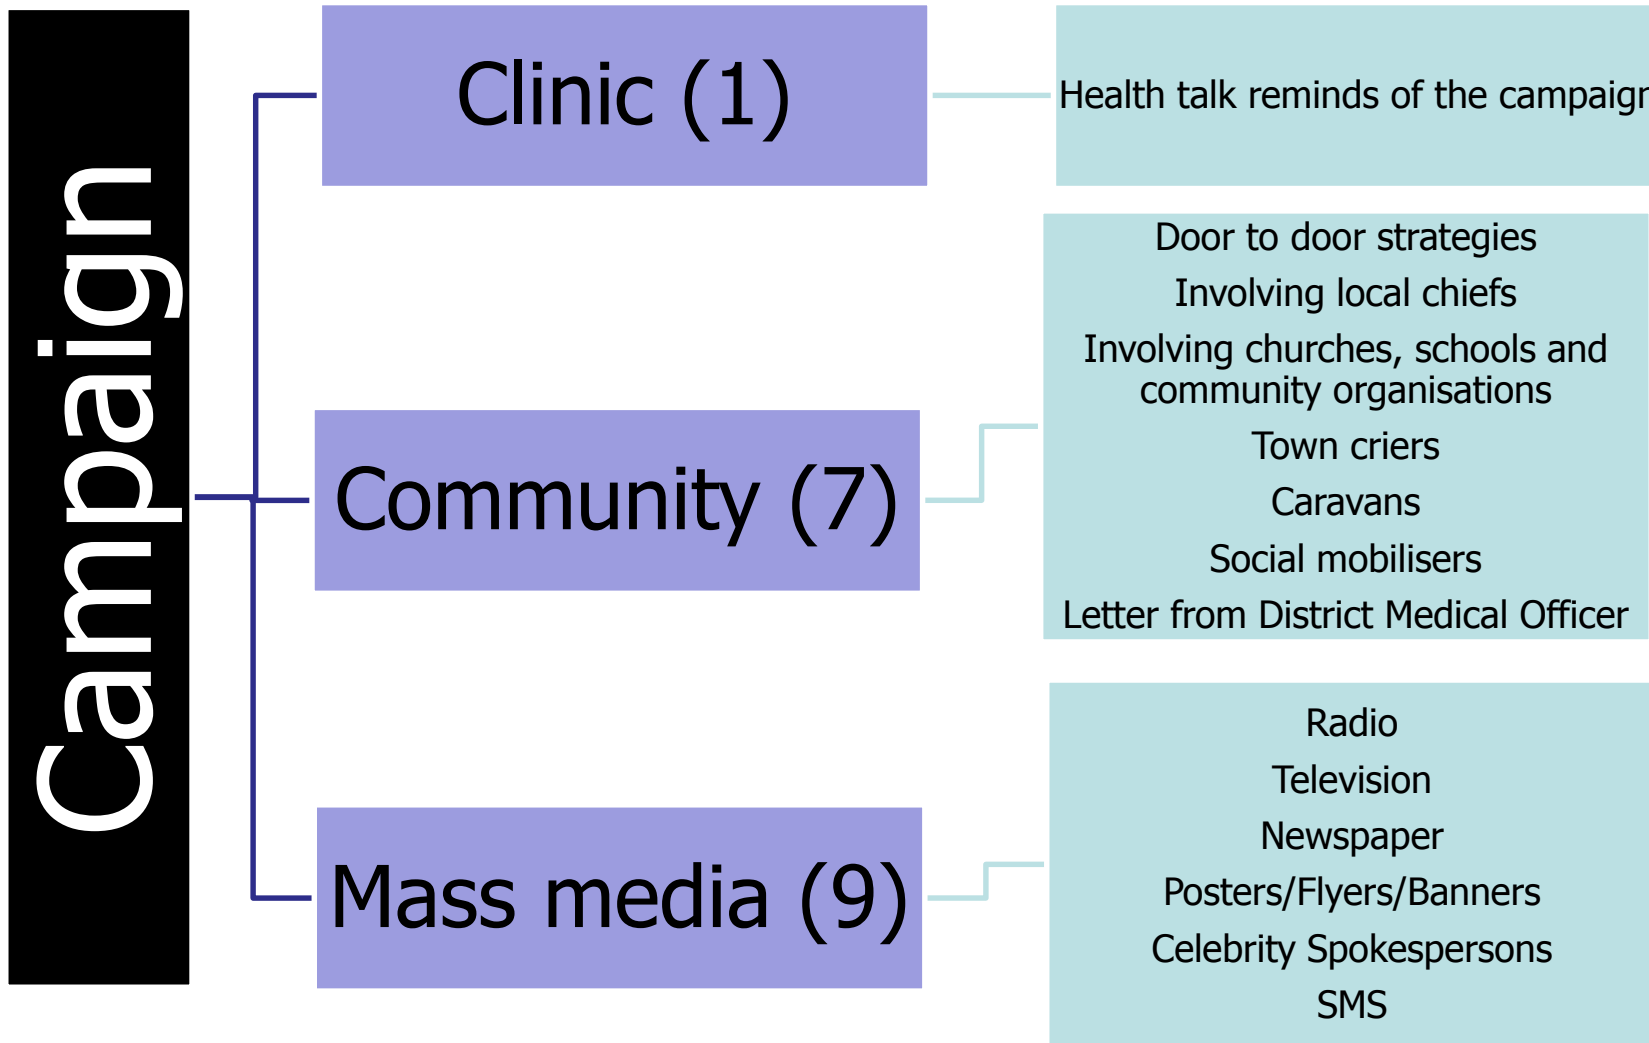 Campaign
Clinic (1)
Health talk reminds of the campaign
Community (7)
Door to door strategies
Involving local chiefs
Involving churches, schools and
community organisations
Town criers
Caravans
Social mobilisers
Letter from District Medical Officer
Mass media (9)
Radio
Television
Newspaper
Posters/Flyers/Banners
Celebrity Spokespersons
SMS